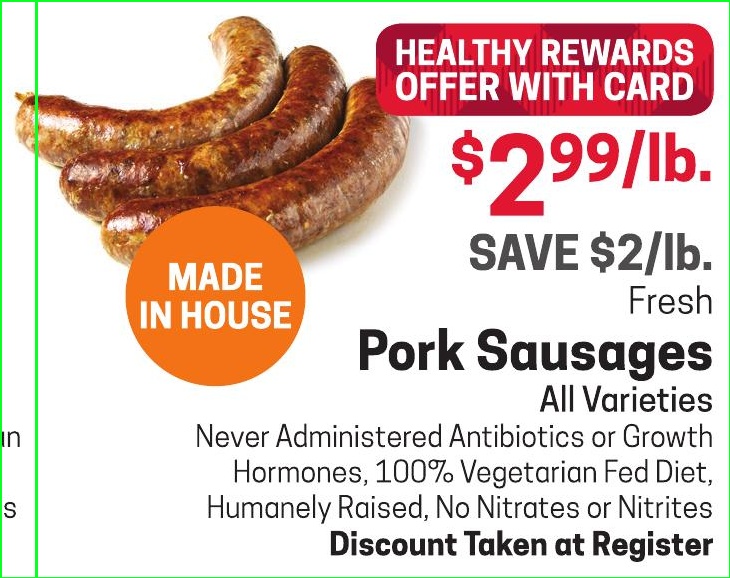 HEALTHY REWARDS
OFFER WITH CARD
$2.99/lb.
SAVE $2/lb.
MADE
IN HOUSE
Fresh
Pork Sausages
All Varieties
Never Administered Antibiotics or Growth
Hormones, 100% Vegetarian Fed Diet,
Humanely Raised, No Nitrates or Nitrites
Discount Taken at Register